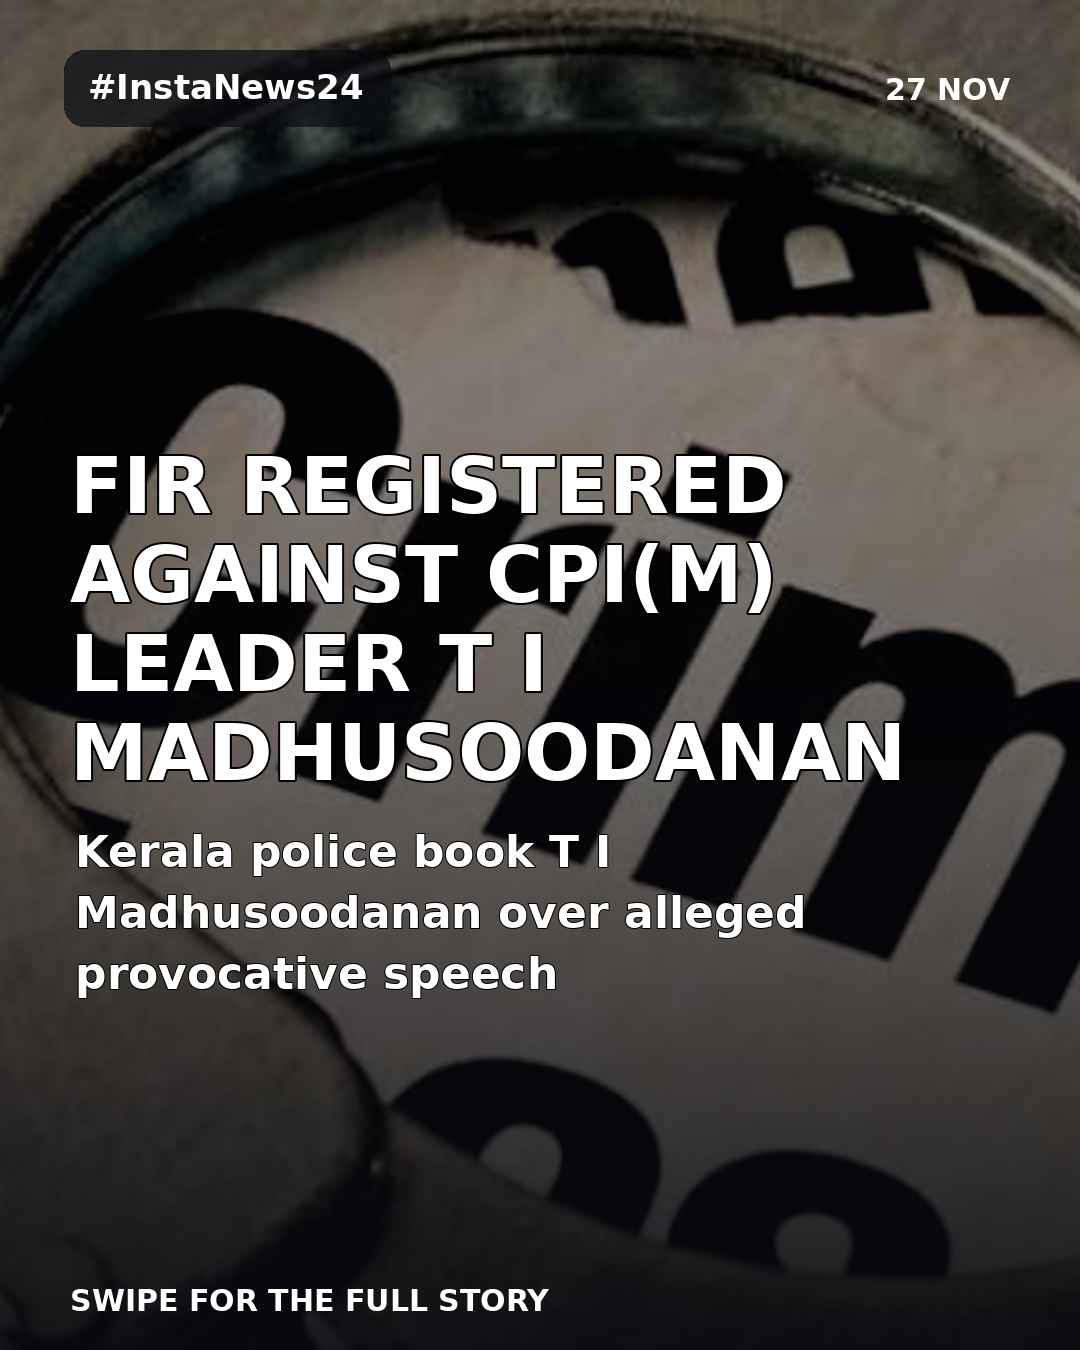 #InstaNews24
27 NOV
FIR REGISTERED
AGAINST CPI(M)
LEADER T I
MADHUSOODANAN
Kerala police book T I
Madhusoodanan over alleged
provocative speech
Crim
SWIPE FOR THE FULL STORY